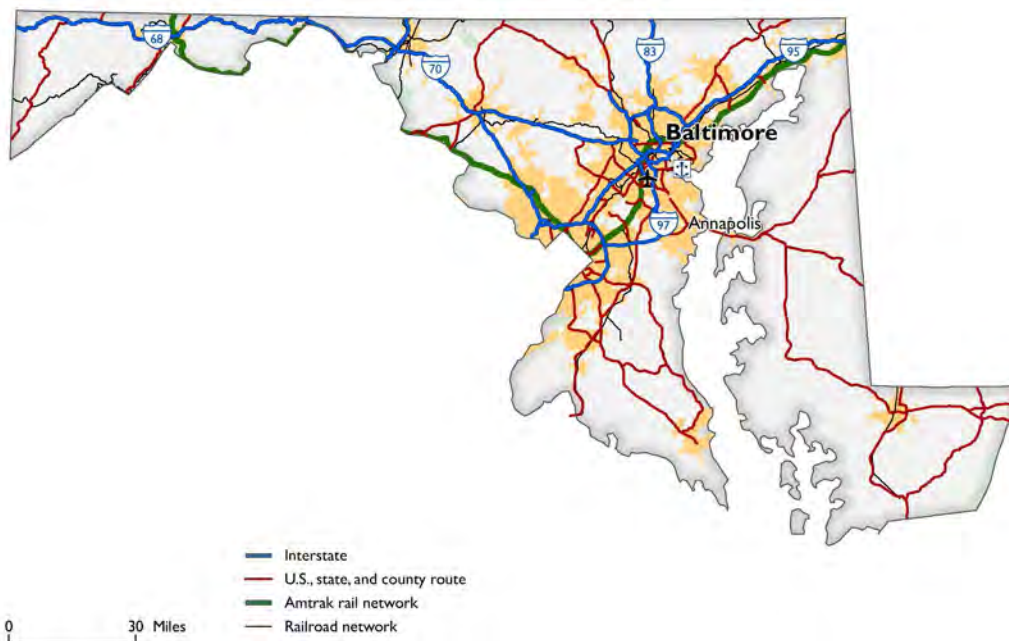 68
70
83
95
Baltimore
97
Annapolis
Interstate
U.S., state, and county route
Amtrak rail network
Railroad network
0 30 Miles